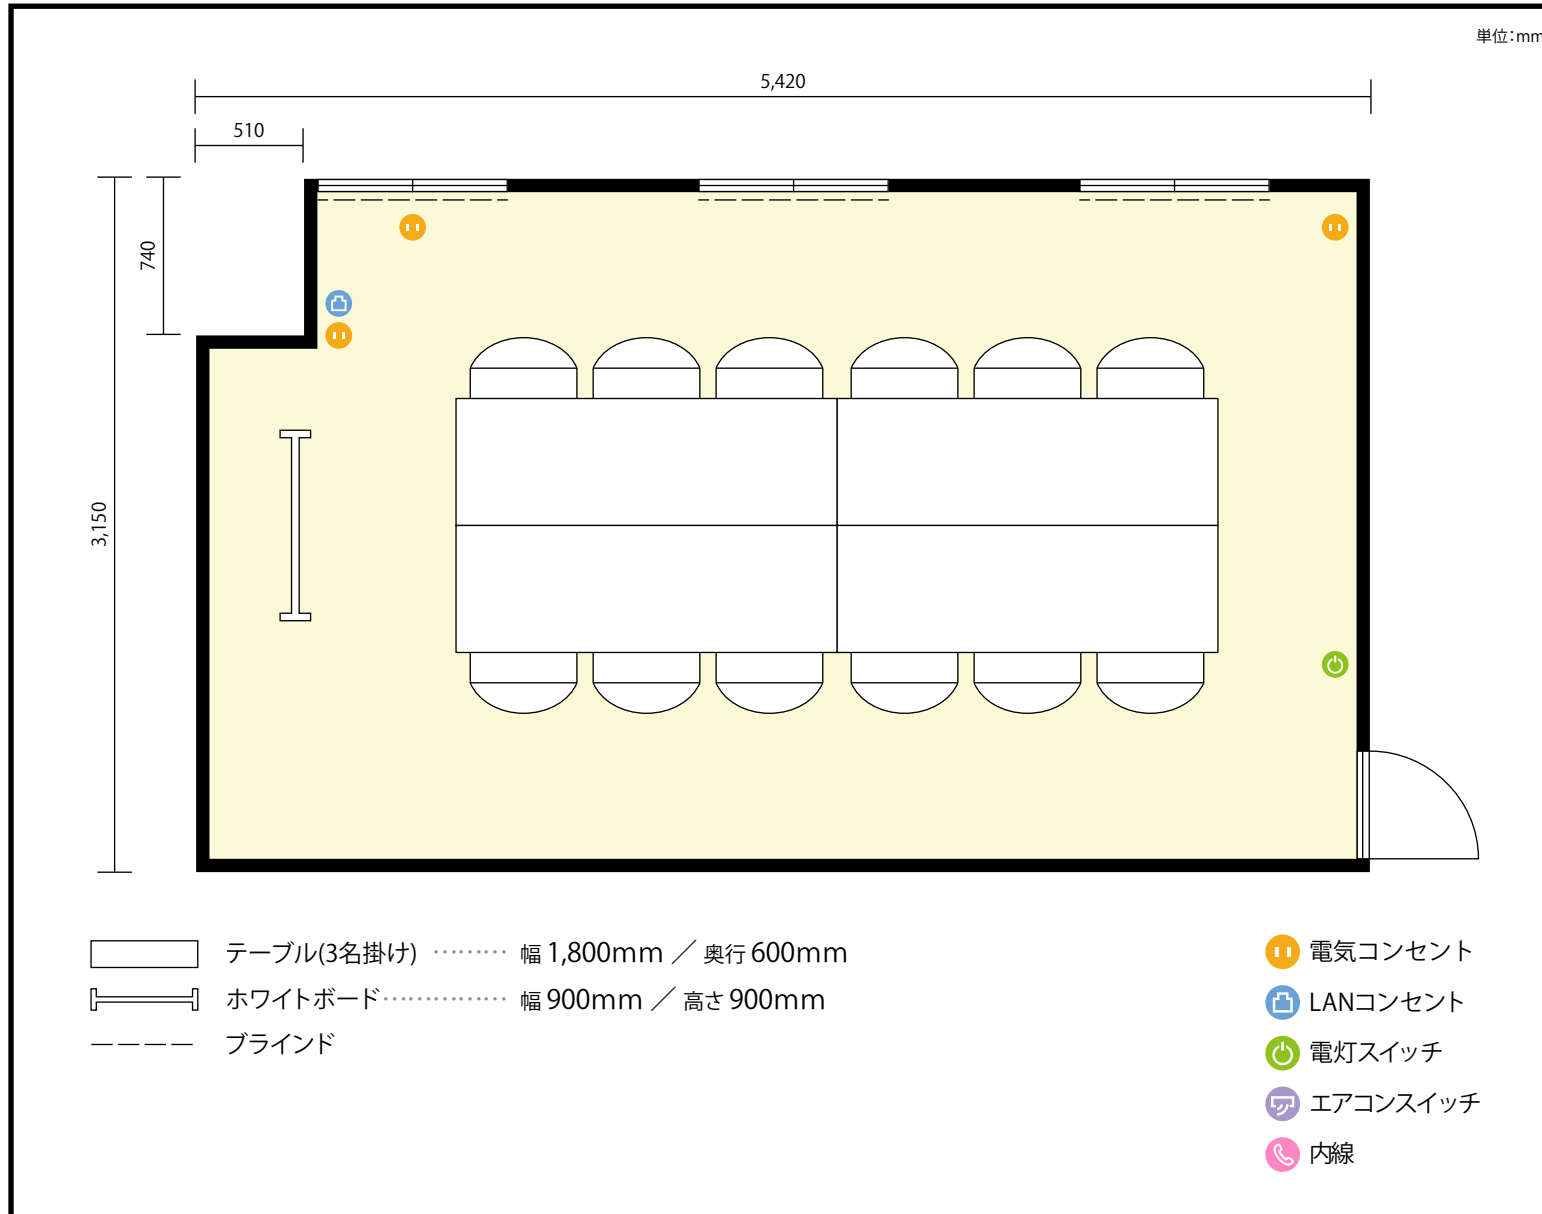 単位：mm
5,420
510
740
3,150
テーブル(3名掛け) ……… 幅 1,800mm ／ 奥行 600mm
ホワイトボード…………… 幅 900mm ／ 高さ 900mm
ブラインド
電気コンセント
LANコンセント
電灯スイッチ
エアコンスイッチ
内線